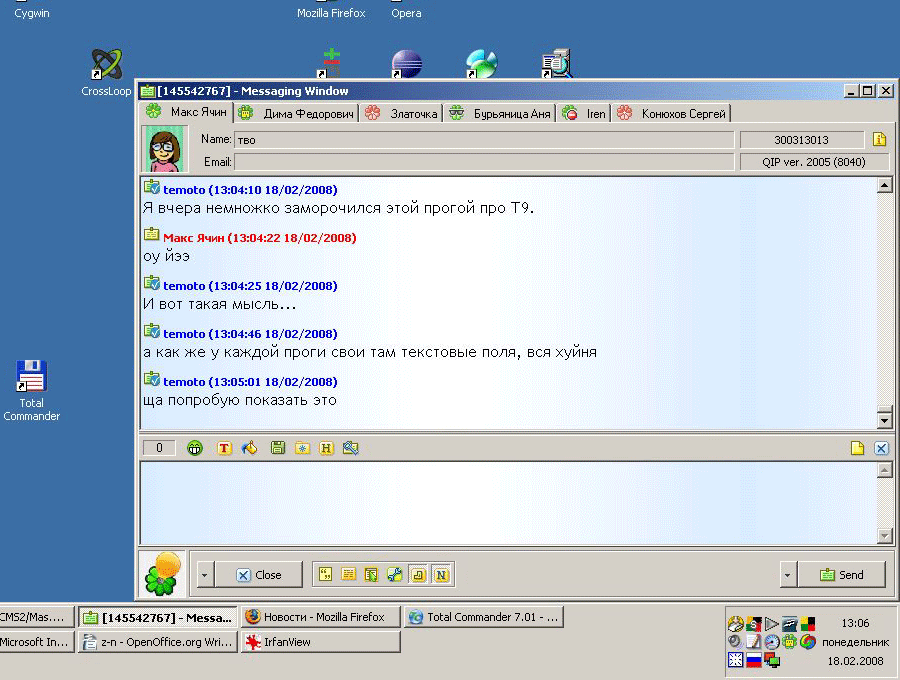 Cygwin
Mozilla Firefox
Opera
CrossLoop
[145542767] - Messaging Window
Макс Ячин
Дима Федорович
Златочка
Бурьяница Аня
Iren
Конюхов Сергей
Name: тво
300313013
Email:
QIP ver. 2005 (8040)
temoto (13:04:10 18/02/2008)
Я вчера немножко заморочился этой прогой про Т9.
Макс Ячин (13:04:22 18/02/2008)
оу йээ
temoto (13:04:25 18/02/2008)
И вот такая мысль...
temoto (13:04:46 18/02/2008)
а как же у каждой проги свои там текстовые поля, вся хуйня
temoto (13:05:01 18/02/2008)
ща попробую показать это
Total
Commander
0
T
H
Close
N
Send
CMS2/Mas....
[145542767] - Messa...
Новости - Mozilla Firefox
Total Commander 7.01 - ...
13:06
Microsoft In...
z-n - OpenOffice.org Wri...
IrfanView
понедельник
18.02.2008